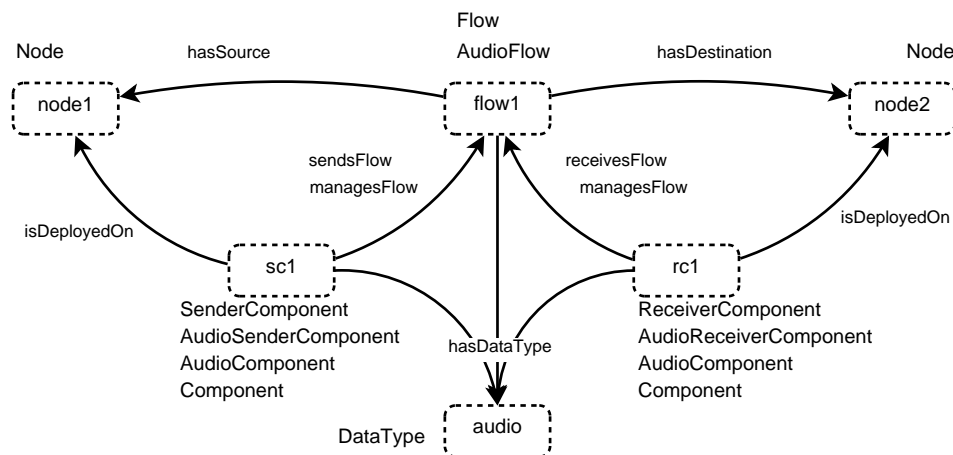 Flow
Node
hasSource
AudioFlow
hasDestination
Node
node1
flow1
node2
sendsFlow
managesFlow
receivesFlow
managesFlow
isDeployedOn
isDeployedOn
sc1
rc1
SenderComponent
AudioSenderComponent
AudioComponent
Component
ReceiverComponent
AudioReceiverComponent
AudioComponent
Component
hasDataType
DataType
audio